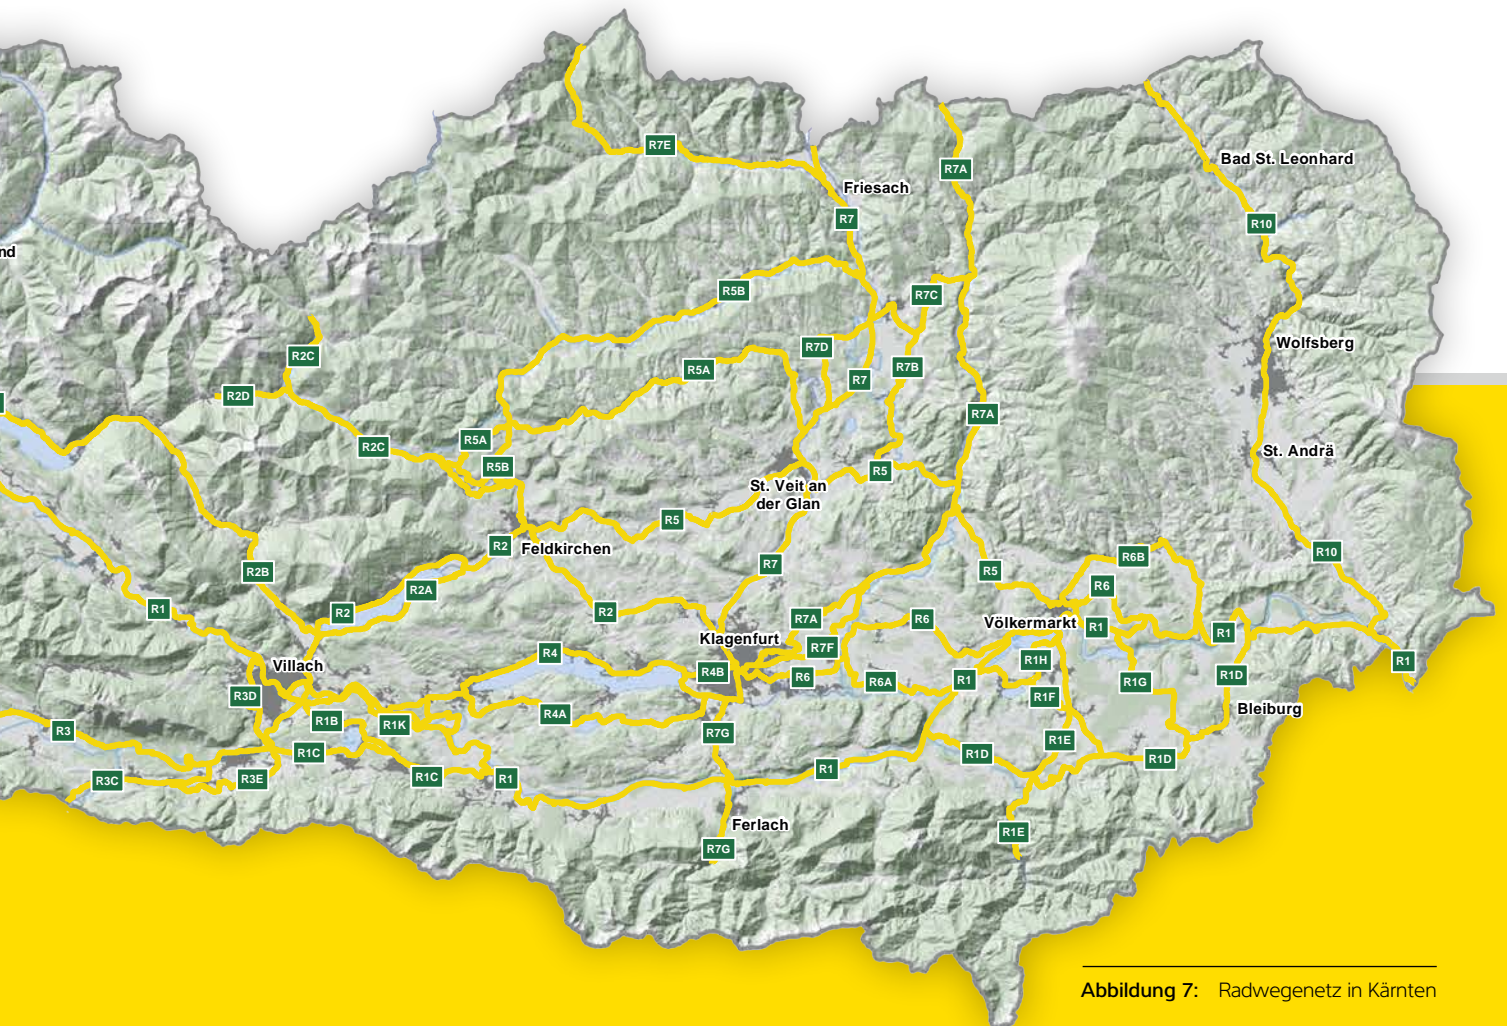 R7E
Bad St. Leonhard
R7A
Friesach
R7
R10
nd
R5B
R7C
Wolfsberg
R7D
R2C
R7B
R5A
R7
R2D
R7A
R5A
R2C
St. Andrä
R5B
R5
St. Veit an
der Glan
R5
R2
Feldkirchen
R10
R6B
R7
R2B
R5
R6
R2A
R1
R2
R2
R7A
R6
Völkermarkt
R1
R1
Klagenfurt
R7F
R4
R1H
R1
Villach
R4B
R6
R6A
R1
R1G
R1D
R3D
R1F
Bleiburg
R1B
R1K
R4A
R3
R7G
R1E
R1C
R1D
R1D
R1
R3C
R3E
R1C
R1
Ferlach
R1E
R7G
Abbildung 7: Radwegenetz in Kärnten